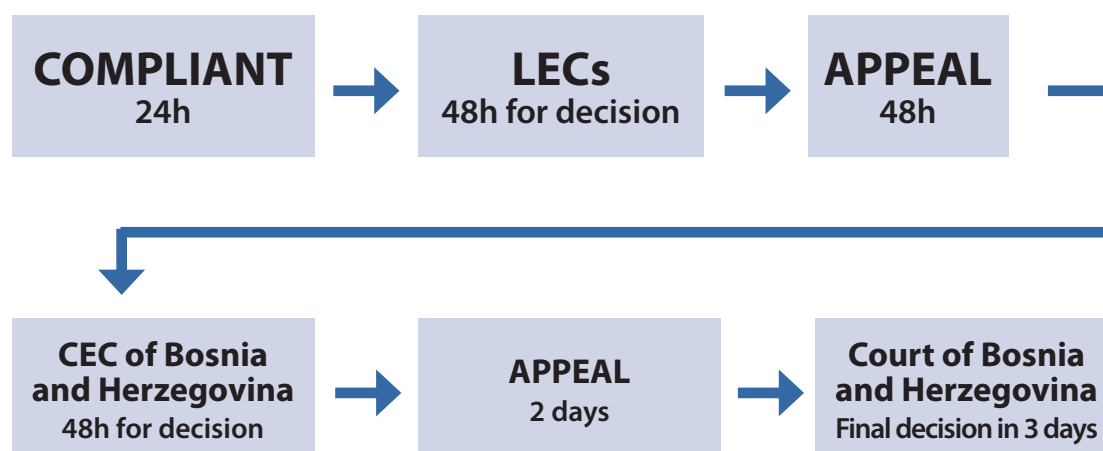 COMPLIANT
24h
LECs
48h for decision
APPEAL
48h
CEC of Bosnia
and Herzegovina
48h for decision
APPEAL
2 days
Court of Bosnia
and Herzegovina
Final decision in 3 days